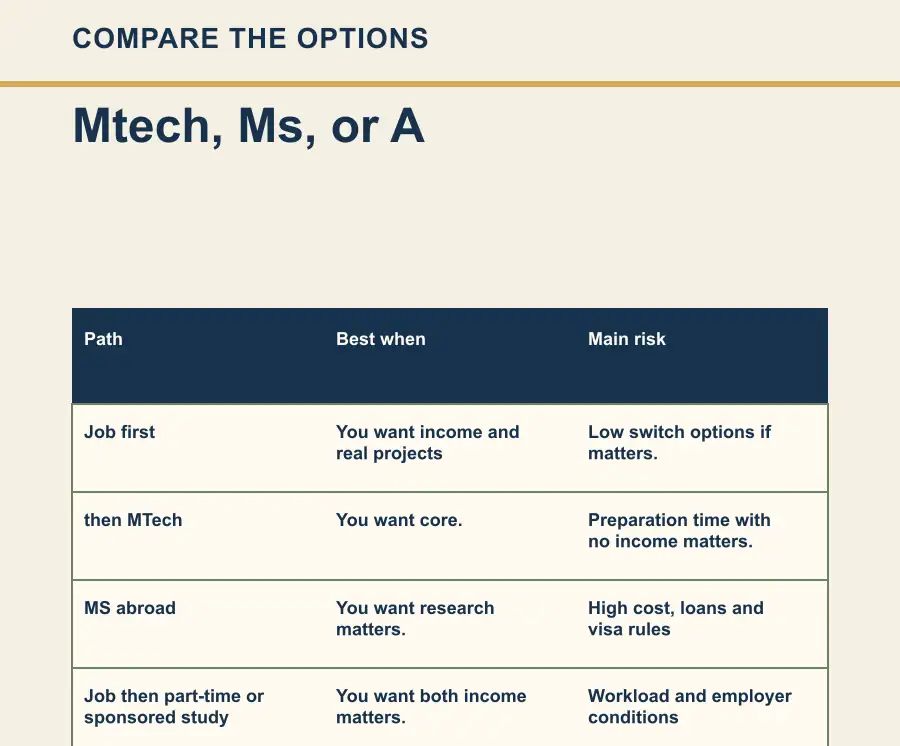 COMPARE THE OPTIONS
Mtech, Ms, or A
Path
Best when
Main risk
Job first
You want income and
real projects
Low switch options if
matters.
then MTech
You want core.
Preparation time with
no income matters.
MS abroad
You want research
matters.
High cost, loans and
visa rules
Job then part-time or
sponsored study
You want both income
matters.
Workload and employer
conditions